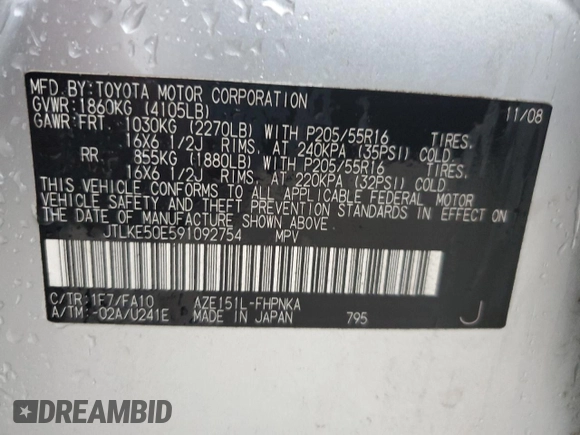 MFD.BY:TOYOTA MOTOR CORPORATION 11/08
GVWR:1860KG (4105LB)
GAWR:FRT 1030KG (2270LB) WITH P205/55R16 TIRES.
16X6 1/2J RIMS, AT 240KPA (35PSI) COLD
RR 855KG (1880LB) WITH P205/55R16 TIRES.
16X6 1/2J RIMS, AT 220KPA (32PSI) COLD
THIS VEHICLE CONFORMS TO ALL APPLICABLE FEDERAL MOTOR
VEHICLE SAFETY AND THEFT PREVENTION STANDARDS IN EFFECT ON
THE DATE OF MANUFACTURE SHOWN ABOVE.
JTLKE50E591092754 MPV
C/TR:1F7/FA10 AZE151L-FHPNKA
A/TM:-02A/U241E MADE IN JAPAN 795 J
DREAMBID